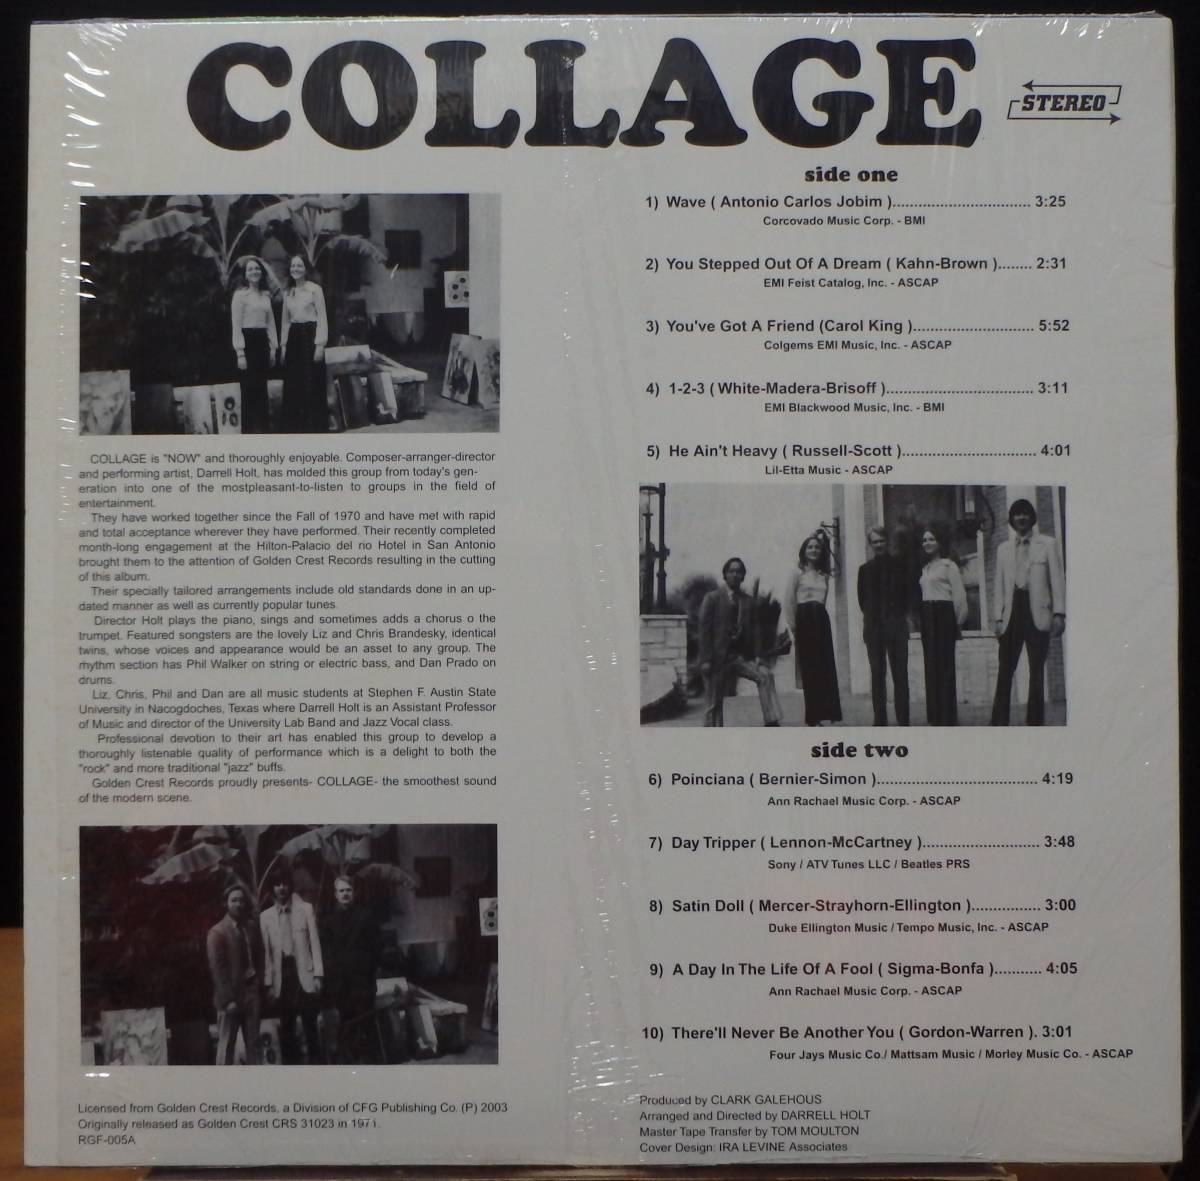 COLLAGE
STEREO
COLLAGE is "NOW" and thoroughly enjoyable. Composer-arranger-director
and performing artist, Darrell Holt, has molded this group from today's gen-
eration into one of the mostpleasant-to-listen to groups in the field of
entertainment.
They have worked together since the Fall of 1970 and have met with rapid
and total acceptance wherever they have performed. Their recently completed
month-long engagement at the Hilton-Palacio del rio Hotel in San Antonio
brought them to the attention of Golden Crest Records resulting in the cutting
of this album.
Their specially tailored arrangements include old standards done in an up-
dated manner as well as currently popular tunes.
Director Holt plays the piano, sings and sometimes adds a chorus o the
trumpet. Featured songsters are the lovely Liz and Chris Brandesky, identical
twins, whose voices and appearance would be an asset to any group. The
rhythm section has Phil Walker on string or electric bass, and Dan Prado on
drums.
Liz, Chris, Phil and Dan are all music students at Stephen F. Austin State
University in Nacogdoches, Texas where Darrell Holt is an Assistant Professor
of Music and director of the University Lab Band and Jazz Vocal class.
Professional devotion to their art has enabled this group to develop a
thoroughly listenable quality of performance which is a delight to both the
"rock" and more traditional "jazz" buffs.
Golden Crest Records proudly presents- COLLAGE- the smoothest sound
of the modern scene.
Licensed from Golden Crest Records, a Division of CFG Publishing Co. (P) 2003
Originally released as Golden Crest CRS 31023 in 1971.
RGF-005A
side one
1) Wave ( Antonio Carlos Jobim )................................ 3:25
Corcovado Music Corp. - BMI
2) You Stepped Out Of A Dream ( Kahn-Brown )........ 2:31
EMI Feist Catalog, Inc. - ASCAP
3) You've Got A Friend (Carol King )............................ 5:52
Colgems EMI Music, Inc. - ASCAP
4) 1-2-3 ( White-Madera-Brisoff ).................................. 3:11
EMI Blackwood Music, Inc. - BMI
5) He Ain't Heavy ( Russell-Scott )............................... 4:01
Lil-Etta Music - ASCAP
side two
6) Poinciana ( Bernier-Simon )..................................... 4:19
Ann Rachael Music Corp. - ASCAP
7) Day Tripper ( Lennon-McCartney )........................... 3:48
Sony / ATV Tunes LLC / Beatles PRS
8) Satin Doll ( Mercer-Strayhorn-Ellington )................ 3:00
Duke Ellington Music / Tempo Music, Inc. - ASCAP
9) A Day In The Life Of A Fool ( Sigma-Bonfa )........... 4:05
Ann Rachael Music Corp. - ASCAP
10) There'll Never Be Another You ( Gordon-Warren ). 3:01
Four Jays Music Co./ Mattsam Music / Morley Music Co. - ASCAP
Produced by CLARK GALEHOUS
Arranged and Directed by DARRELL HOLT
Master Tape Transfer by TOM MOULTON
Cover Design: IRA LEVINE Associates